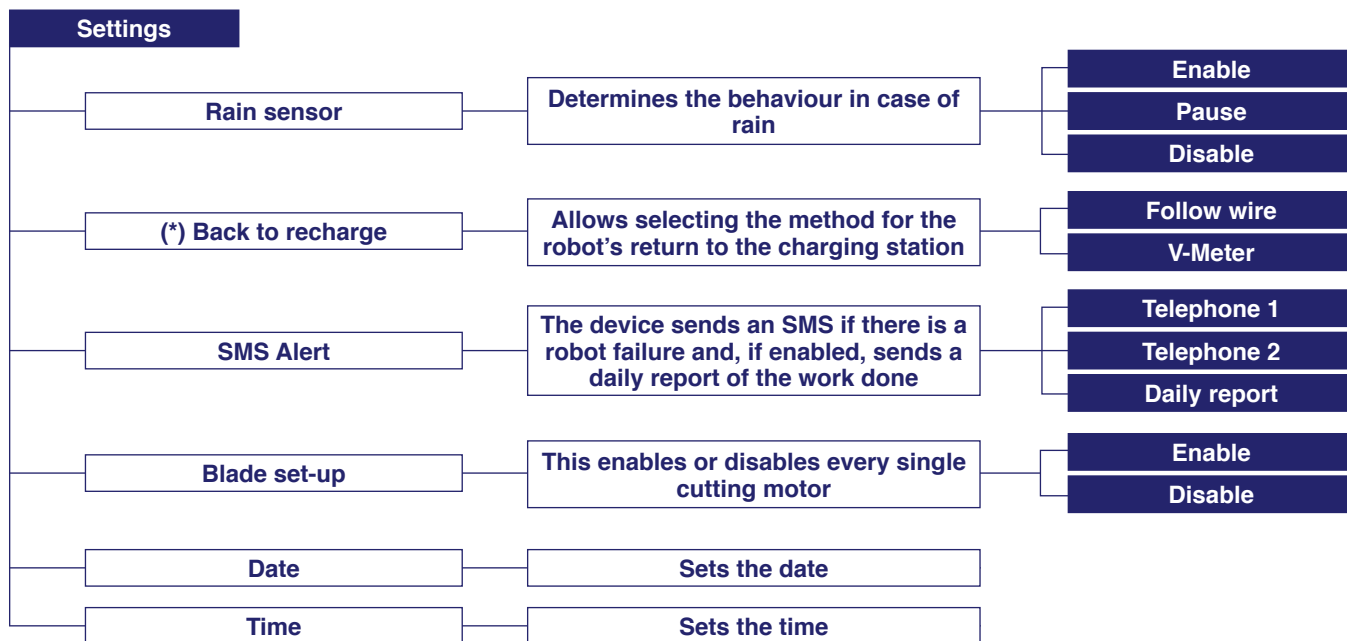 Settings
Rain sensor
Determines the behaviour in case of
rain
Enable
Pause
Disable
(*) Back to recharge
Allows selecting the method for the
robot’s return to the charging station
Follow wire
V-Meter
SMS Alert
The device sends an SMS if there is a
robot failure and, if enabled, sends a
daily report of the work done
Telephone 1
Telephone 2
Daily report
Blade set-up
This enables or disables every single
cutting motor
Enable
Disable
Date
Sets the date
Time
Sets the time